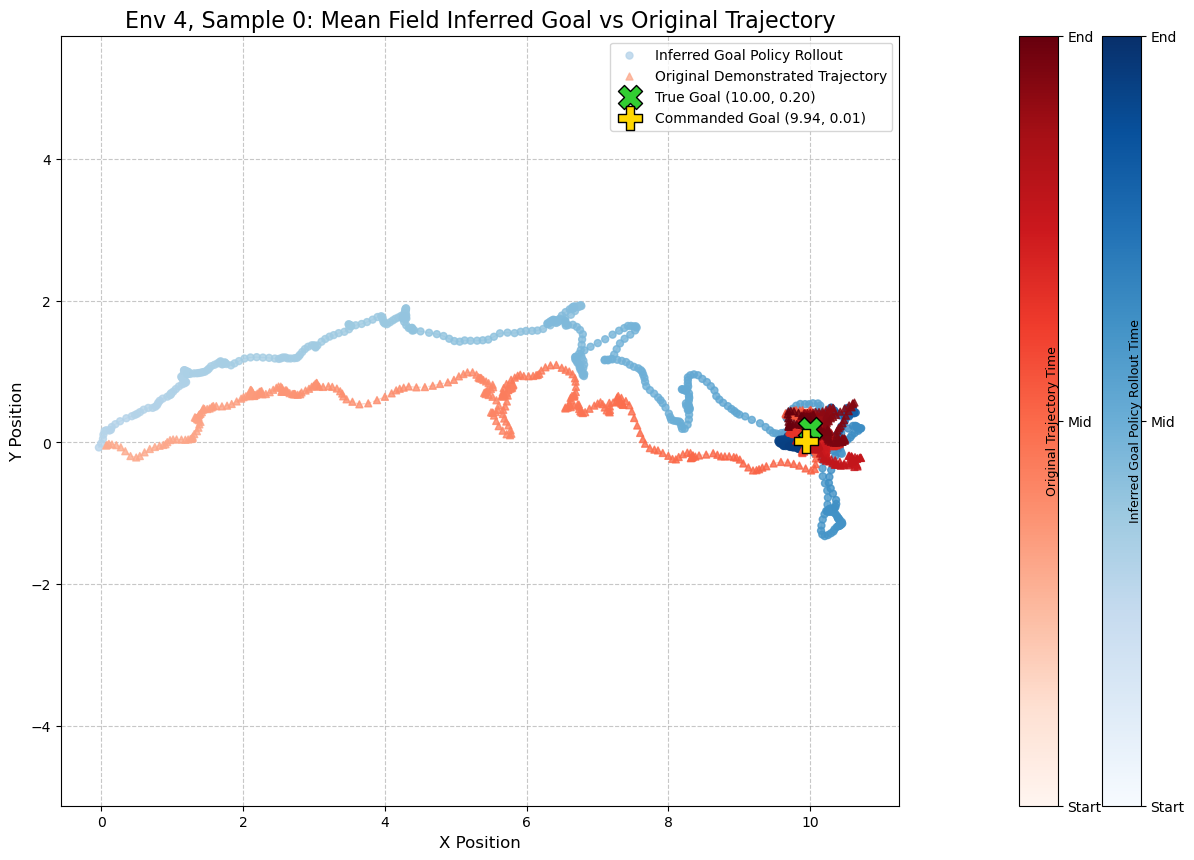 Env 4, Sample 0: Mean Field Inferred Goal vs Original Trajectory
Inferred Goal Policy Rollout
Original Demonstrated Trajectory
True Goal (10.00, 0.20)
Commanded Goal (9.94, 0.01)
Y Position
4
2
0
−2
−4
0 2 4 6 8 10
X Position
End
Mid
Start
Original Trajectory Time
End
Mid
Start
Inferred Goal Policy Rollout Time